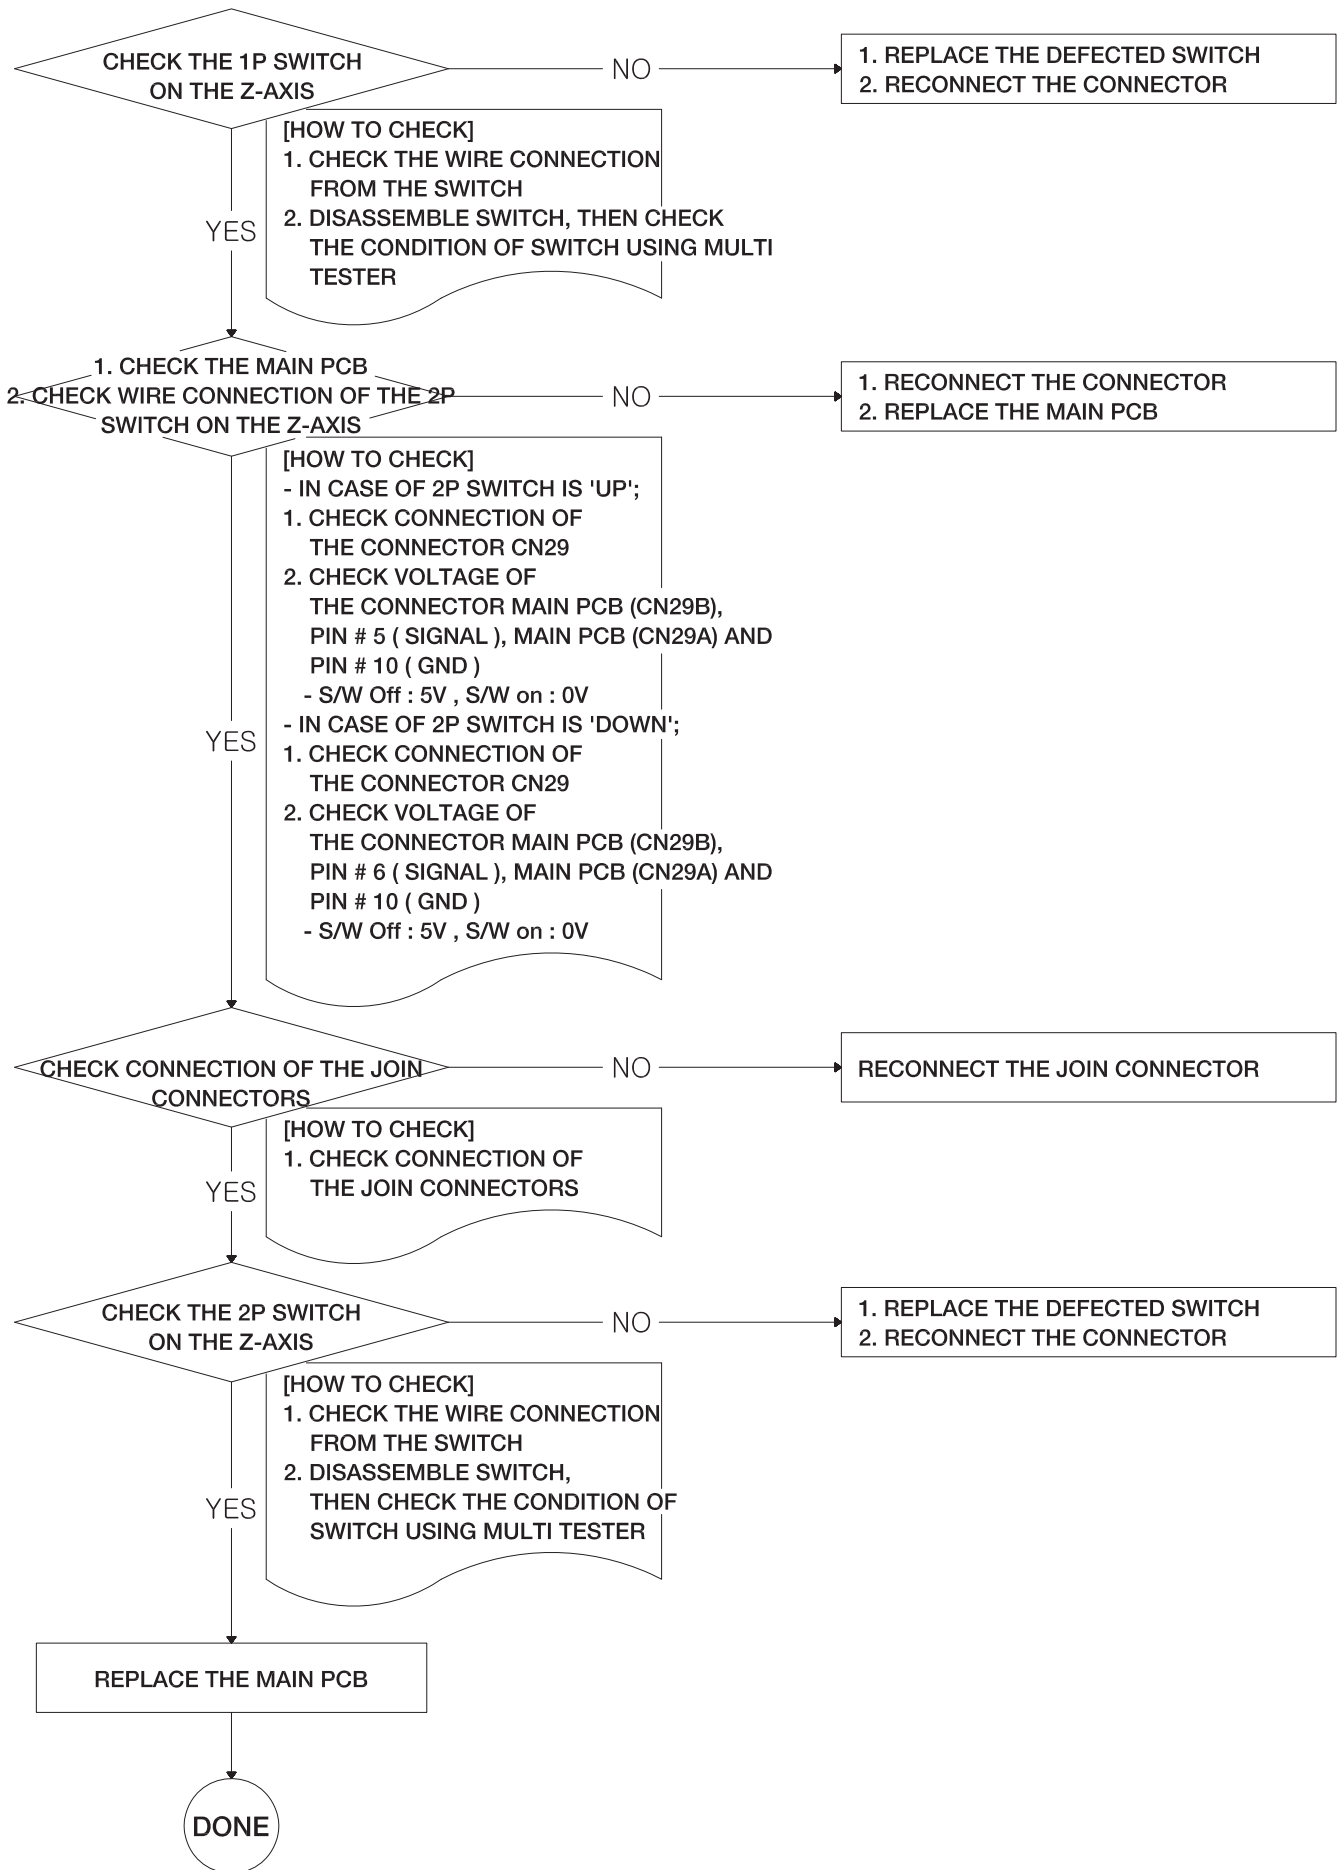 CHECK THE 1P SWITCH
ON THE Z-AXIS
NO
1. REPLACE THE DEFECTED SWITCH
2. RECONNECT THE CONNECTOR
[HOW TO CHECK]
1. CHECK THE WIRE CONNECTION
FROM THE SWITCH
2. DISASSEMBLE SWITCH, THEN CHECK
THE CONDITION OF SWITCH USING MULTI
TESTER
YES
1. CHECK THE MAIN PCB
2. CHECK WIRE CONNECTION OF THE 2P
SWITCH ON THE Z-AXIS
NO
1. RECONNECT THE CONNECTOR
2. REPLACE THE MAIN PCB
[HOW TO CHECK]
- IN CASE OF 2P SWITCH IS 'UP';
1. CHECK CONNECTION OF
THE CONNECTOR CN29
2. CHECK VOLTAGE OF
THE CONNECTOR MAIN PCB (CN29B),
PIN # 5 ( SIGNAL ), MAIN PCB (CN29A) AND
PIN # 10 ( GND )
- S/W Off : 5V , S/W on : 0V
- IN CASE OF 2P SWITCH IS 'DOWN';
1. CHECK CONNECTION OF
THE CONNECTOR CN29
2. CHECK VOLTAGE OF
THE CONNECTOR MAIN PCB (CN29B),
PIN # 6 ( SIGNAL ), MAIN PCB (CN29A) AND
PIN # 10 ( GND )
- S/W Off : 5V , S/W on : 0V
YES
CHECK CONNECTION OF THE JOIN
CONNECTORS
NO
RECONNECT THE JOIN CONNECTOR
[HOW TO CHECK]
1. CHECK CONNECTION OF
THE JOIN CONNECTORS
YES
CHECK THE 2P SWITCH
ON THE Z-AXIS
NO
1. REPLACE THE DEFECTED SWITCH
2. RECONNECT THE CONNECTOR
[HOW TO CHECK]
1. CHECK THE WIRE CONNECTION
FROM THE SWITCH
2. DISASSEMBLE SWITCH,
THEN CHECK THE CONDITION OF
SWITCH USING MULTI TESTER
YES
REPLACE THE MAIN PCB
DONE